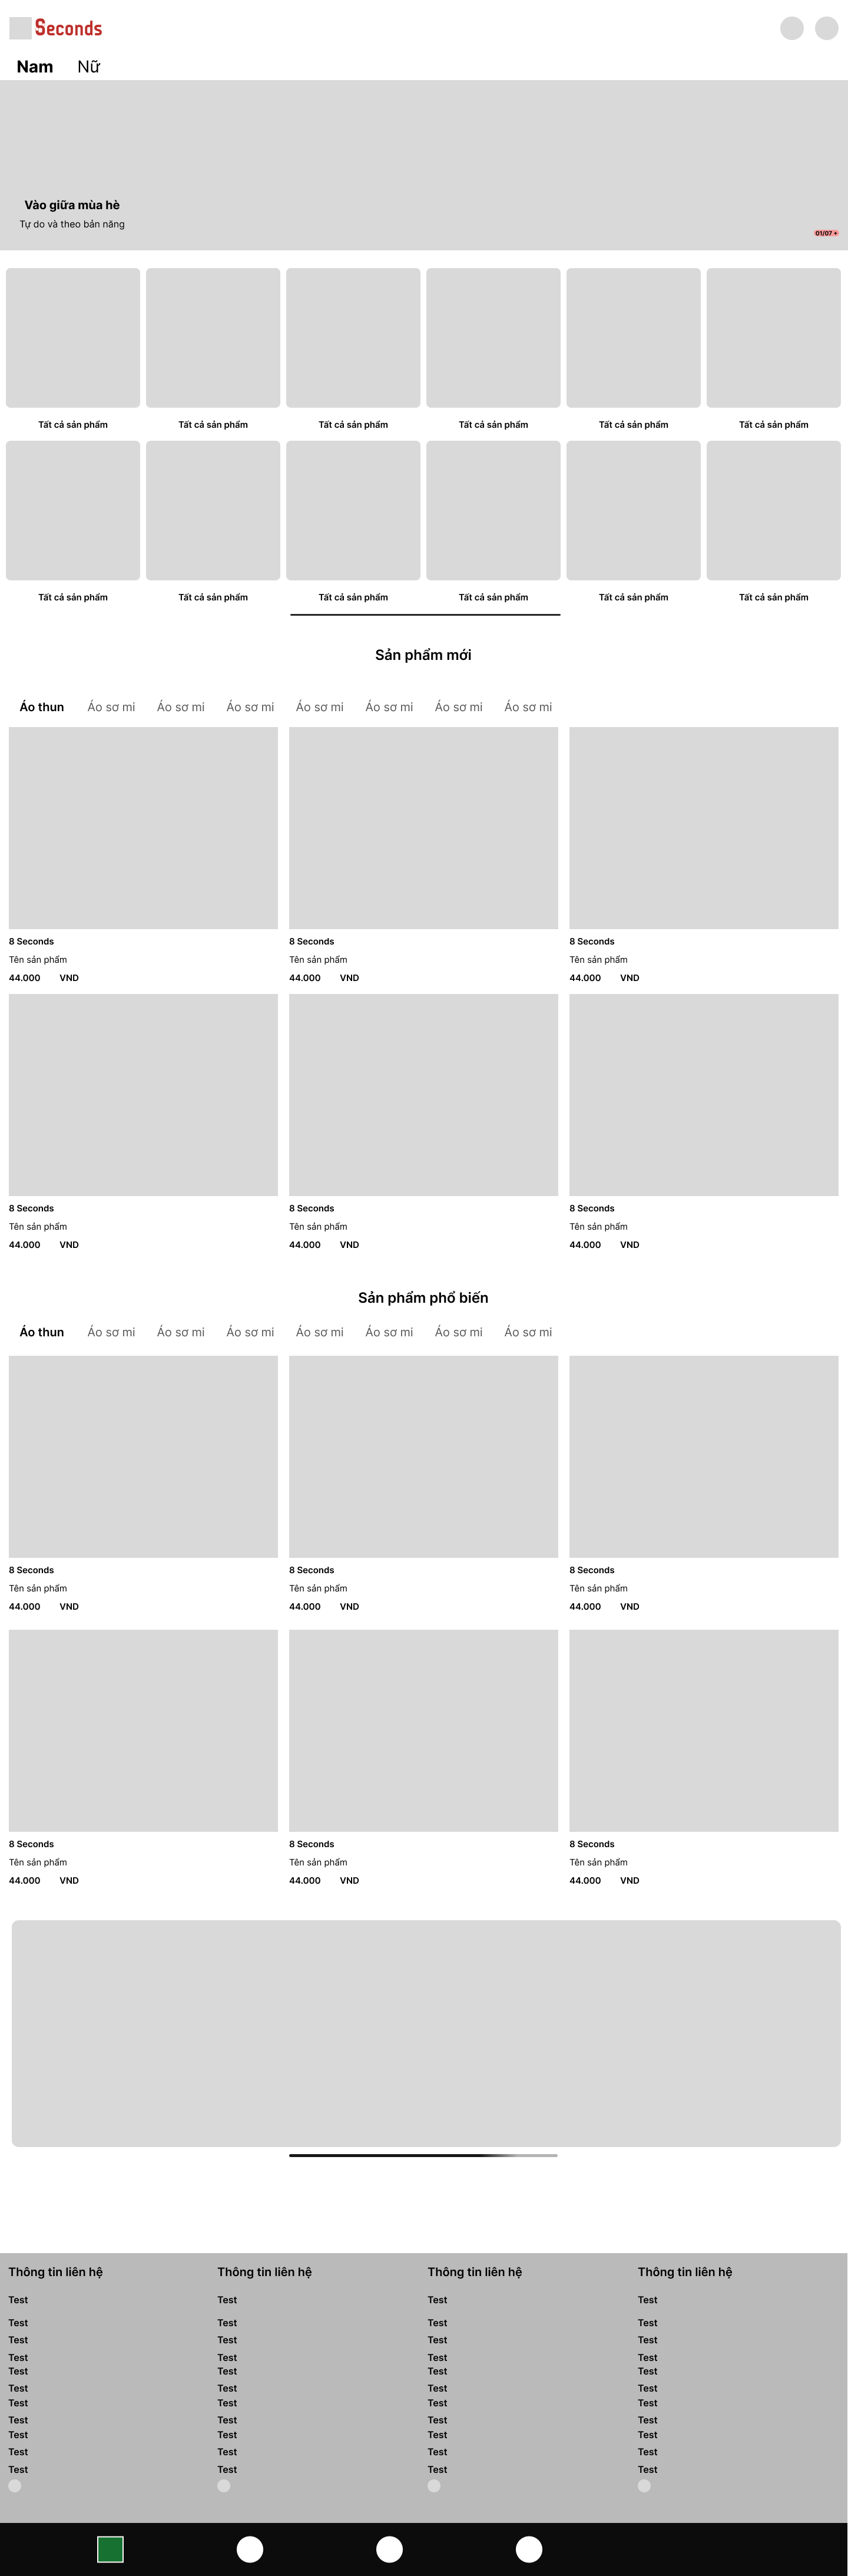 Seconds
Nam Nữ
Vào giữa mùa hè
Tự do và theo bản năng
01/07 +
Tất cả sản phẩm Tất cả sản phẩm Tất cả sản phẩm Tất cả sản phẩm Tất cả sản phẩm Tất cả sản phẩm
Tất cả sản phẩm Tất cả sản phẩm Tất cả sản phẩm Tất cả sản phẩm Tất cả sản phẩm Tất cả sản phẩm
Sản phẩm mới
Áo thun Áo sơ mi Áo sơ mi Áo sơ mi Áo sơ mi Áo sơ mi Áo sơ mi Áo sơ mi
8 Seconds 8 Seconds 8 Seconds
Tên sản phẩm Tên sản phẩm Tên sản phẩm
44.000 VND 44.000 VND 44.000 VND
8 Seconds 8 Seconds 8 Seconds
Tên sản phẩm Tên sản phẩm Tên sản phẩm
44.000 VND 44.000 VND 44.000 VND
Sản phẩm phổ biến
Áo thun Áo sơ mi Áo sơ mi Áo sơ mi Áo sơ mi Áo sơ mi Áo sơ mi Áo sơ mi
8 Seconds 8 Seconds 8 Seconds
Tên sản phẩm Tên sản phẩm Tên sản phẩm
44.000 VND 44.000 VND 44.000 VND
8 Seconds 8 Seconds 8 Seconds
Tên sản phẩm Tên sản phẩm Tên sản phẩm
44.000 VND 44.000 VND 44.000 VND
Thông tin liên hệ Thông tin liên hệ Thông tin liên hệ Thông tin liên hệ
Test Test Test Test
Test Test Test Test
Test Test Test Test
Test Test Test Test
Test Test Test Test
Test Test Test Test
Test Test Test Test
Test Test Test Test
Test Test Test Test
Test Test Test Test
Test Test Test Test